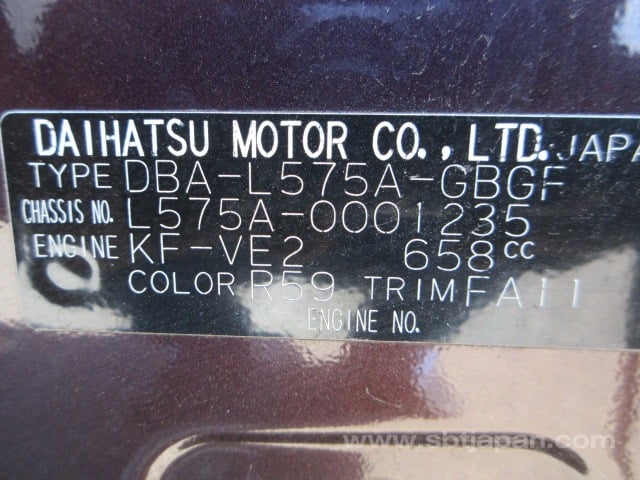 DAIHATSU MOTOR CO., LTD. JAPA
TYPE DBA-L575A-GBGF
CHASSIS NO. L575A-0001235
ENGINE KF-VE2 658cc
COLOR R59 TRIM FA11
ENGINE NO.
www.sbtjapan.com